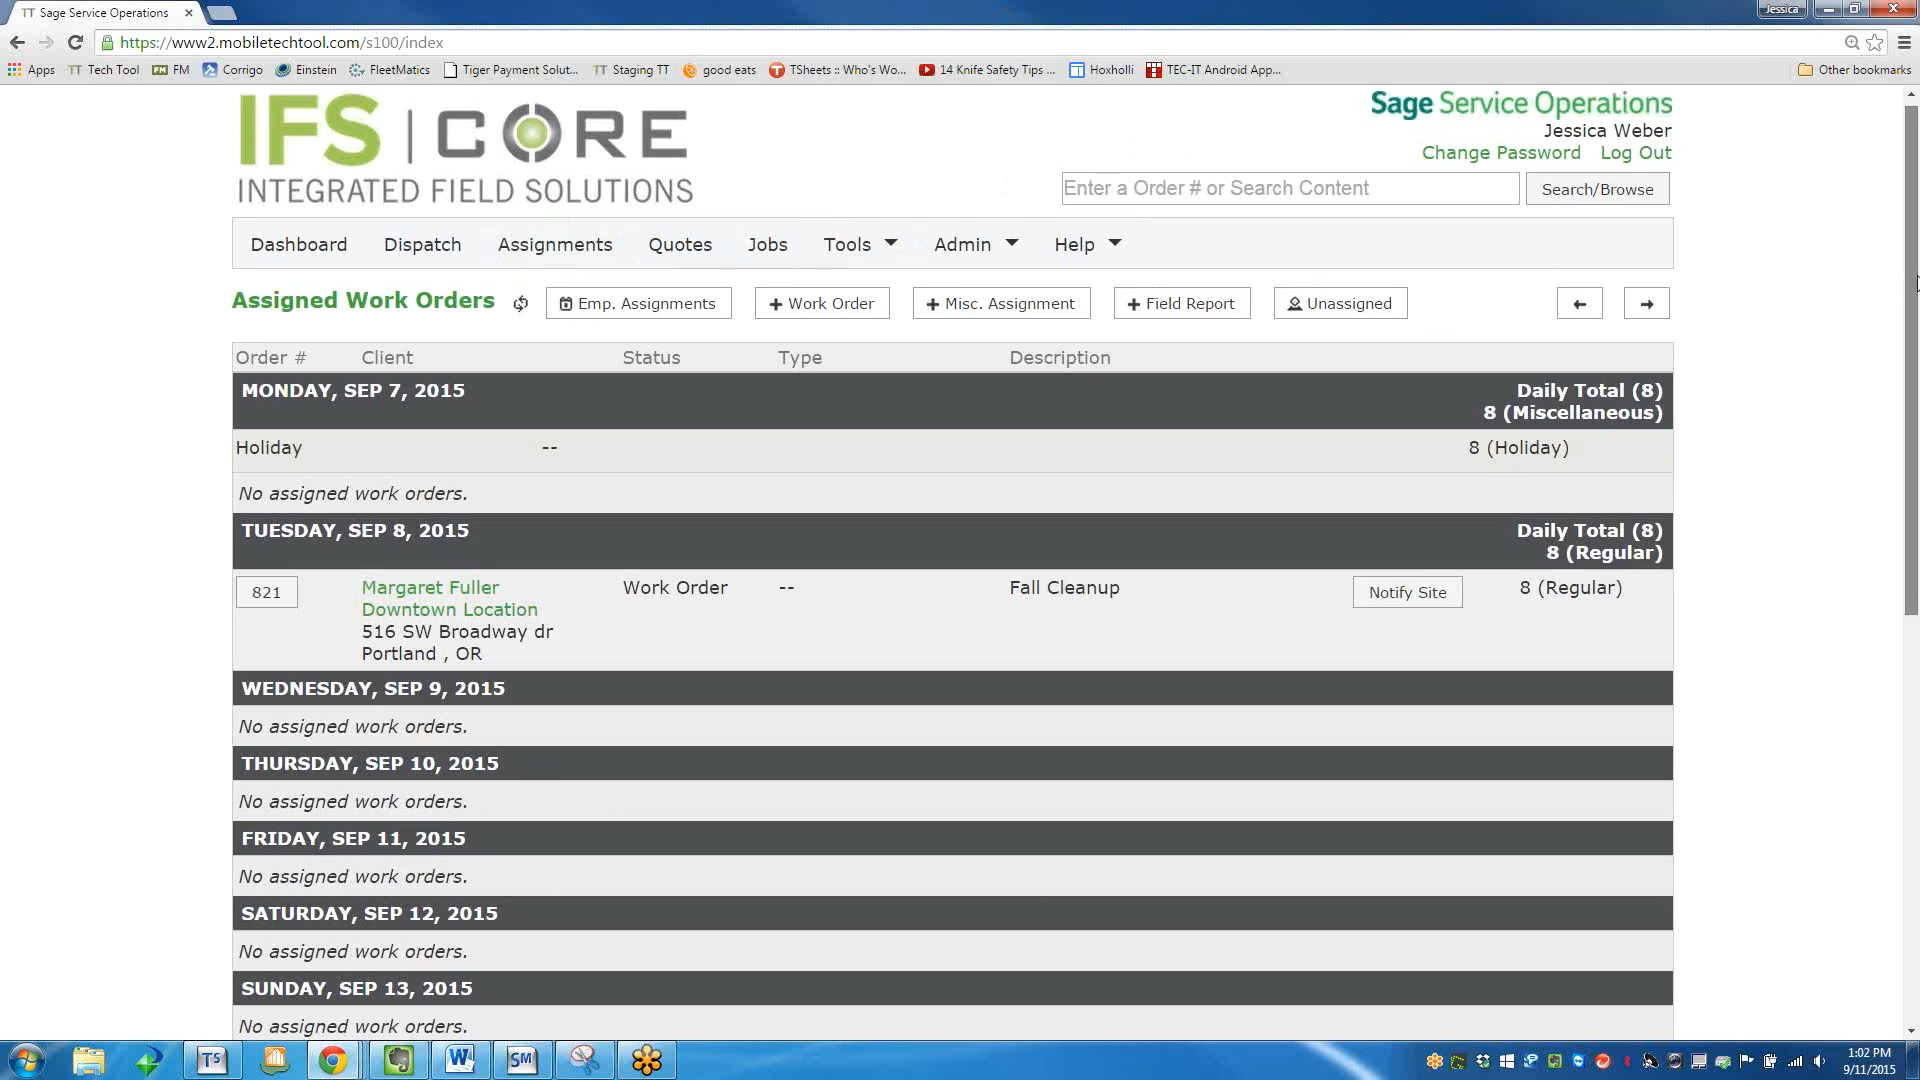 Sage Service Operations
Jessica
https://www2.mobiletechtool.com/s100/index
Apps TT Tech Tool FM FM Corrigo Einstein FleetMatics Tiger Payment Solut... TT Staging TT good eats TSheets :: Who's Wo... 14 Knife Safety Tips ... Hoxholli TEC-IT Android App... Other bookmarks
IFS | CORE
INTEGRATED FIELD SOLUTIONS
Sage Service Operations
Jessica Weber
Change Password Log Out
Enter a Order # or Search Content Search/Browse
Dashboard Dispatch Assignments Quotes Jobs Tools Admin Help
Assigned Work Orders Emp. Assignments + Work Order + Misc. Assignment + Field Report Unassigned
Order # Client Status Type Description
MONDAY, SEP 7, 2015 Daily Total (8)
8 (Miscellaneous)
Holiday -- 8 (Holiday)
No assigned work orders.
TUESDAY, SEP 8, 2015 Daily Total (8)
8 (Regular)
821 Margaret Fuller Work Order -- Fall Cleanup Notify Site 8 (Regular)
Downtown Location
516 SW Broadway dr
Portland , OR
WEDNESDAY, SEP 9, 2015
No assigned work orders.
THURSDAY, SEP 10, 2015
No assigned work orders.
FRIDAY, SEP 11, 2015
No assigned work orders.
SATURDAY, SEP 12, 2015
No assigned work orders.
SUNDAY, SEP 13, 2015
No assigned work orders.
TS W SM
1:02 PM
9/11/2015